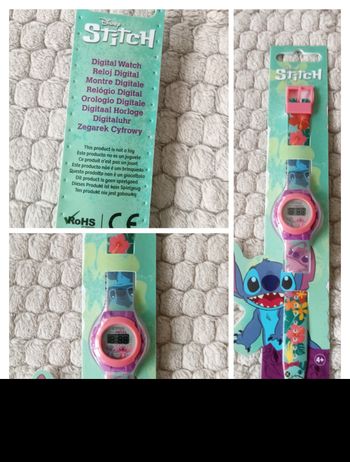 Disney
STITCH
Digital Watch
Reloj Digital
Montre Digitale
Relógio Digital
Orologio Digitale
Digitaal Horloge
Digitaluhr
Zegarek Cyfrowy
This product is not a toy
Este producto no es un juguete
Ce produit n'est pas un jouet
Este produto não é um brinquedo
Questo prodotto non è un giocattolo
Dit product is geen speelgoed
Dieses Produkt ist kein Spielzeug
Ten produkt nie jest zabawką
RoHS CE
STITCH
4+